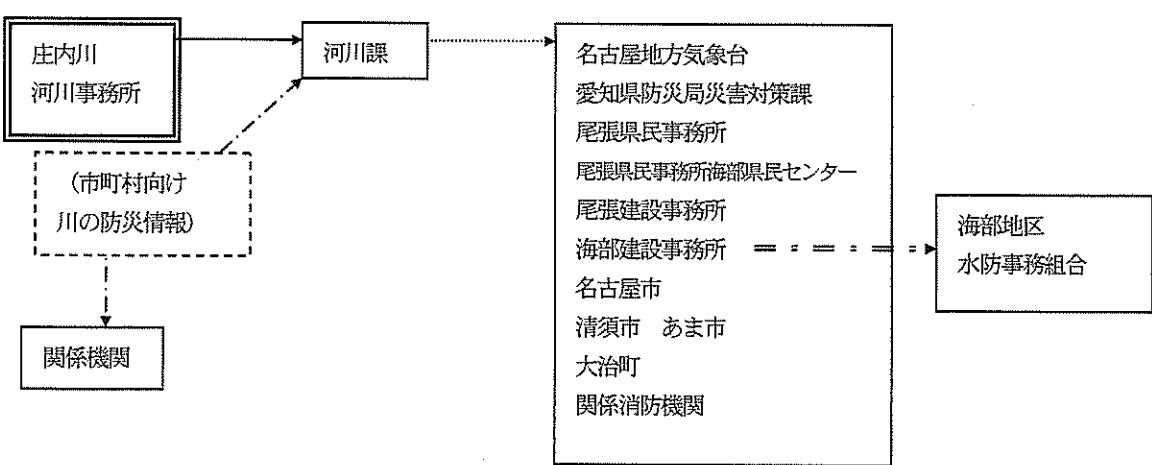 庄内川
河川事務所
河川課
(市町村向け
川の防災情報)
関係機関
名古屋地方気象台
愛知県防災局災害対策課
尾張県民事務所
尾張県民事務所海部県民センター
尾張建設事務所
海部建設事務所
名古屋市
清須市　あま市
大治町
関係消防機関
海部地区
水防事務組合